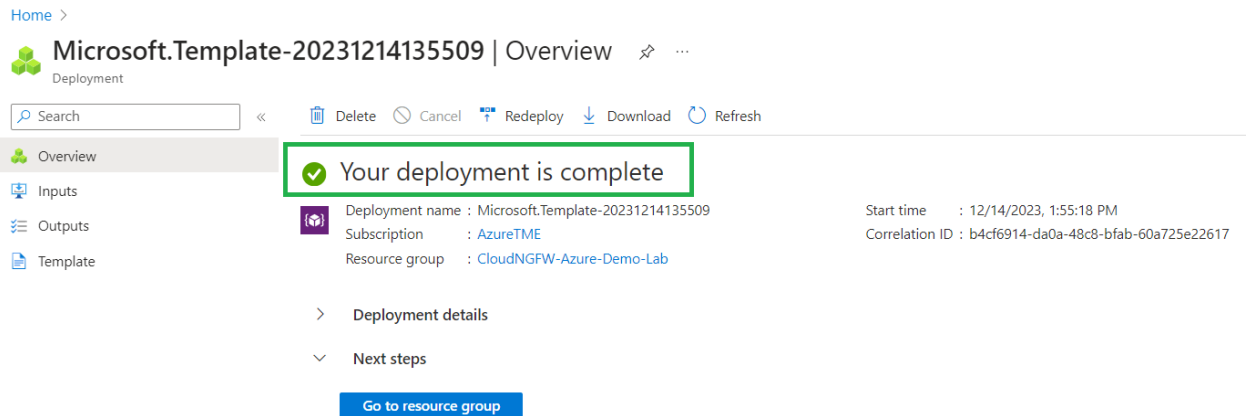 Home >
Microsoft.Template-20231214135509 | Overview ...
Deployment
Search «
Delete Cancel Redeploy Download Refresh
Overview
Inputs
Outputs
Template
Your deployment is complete
Deployment name : Microsoft.Template-20231214135509 Start time : 12/14/2023, 1:55:18 PM
Subscription : AzureTME Correlation ID : b4cf6914-da0a-48c8-bfab-60a725e22617
Resource group : CloudNGFW-Azure-Demo-Lab
Deployment details
Next steps
Go to resource group